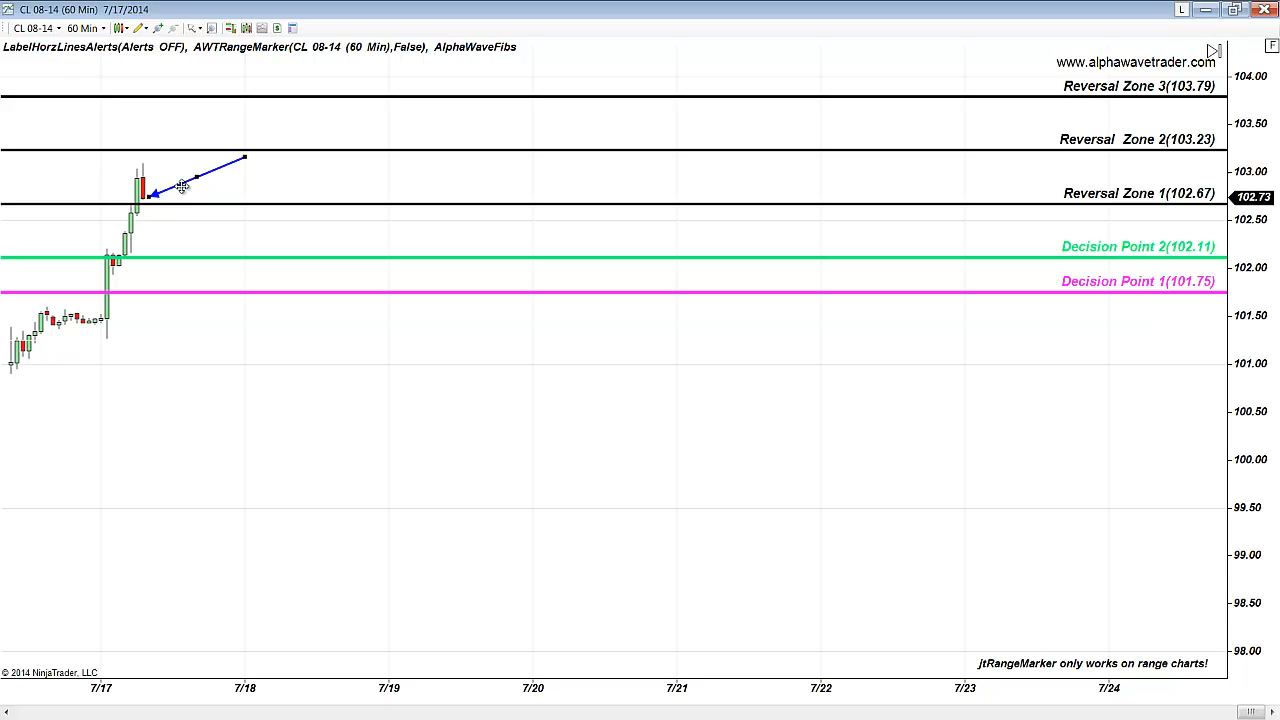 CL 08-14 (60 Min) 7/17/2014
L
CL 08-14 60 Min
LabelHorzLinesAlerts(Alerts OFF), AWTRangeMarker(CL 08-14 (60 Min),False), AlphaWaveFibs
F
www.alphawavetrader.com
104.00
Reversal Zone 3(103.79)
103.50
Reversal  Zone 2(103.23)
103.00
Reversal Zone 1(102.67)
102.73
102.50
Decision Point 2(102.11)
102.00
Decision Point 1(101.75)
101.50
101.00
100.50
100.00
99.50
99.00
98.50
98.00
jtRangeMarker only works on range charts!
© 2014 NinjaTrader, LLC
7/17 7/18 7/19 7/20 7/21 7/22 7/23 7/24